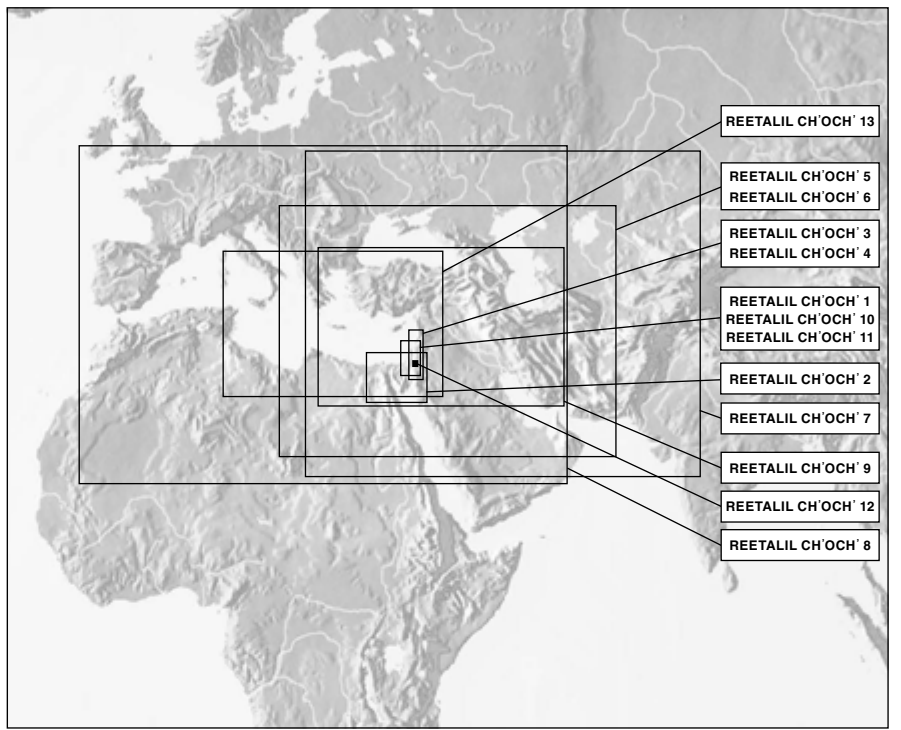 REETALIL CH'OCH' 13
REETALIL CH'OCH' 5
REETALIL CH'OCH' 6
REETALIL CH'OCH' 3
REETALIL CH'OCH' 4
REETALIL CH'OCH' 1
REETALIL CH'OCH' 10
REETALIL CH'OCH' 11
REETALIL CH'OCH' 2
REETALIL CH'OCH' 7
REETALIL CH'OCH' 9
REETALIL CH'OCH' 12
REETALIL CH'OCH' 8